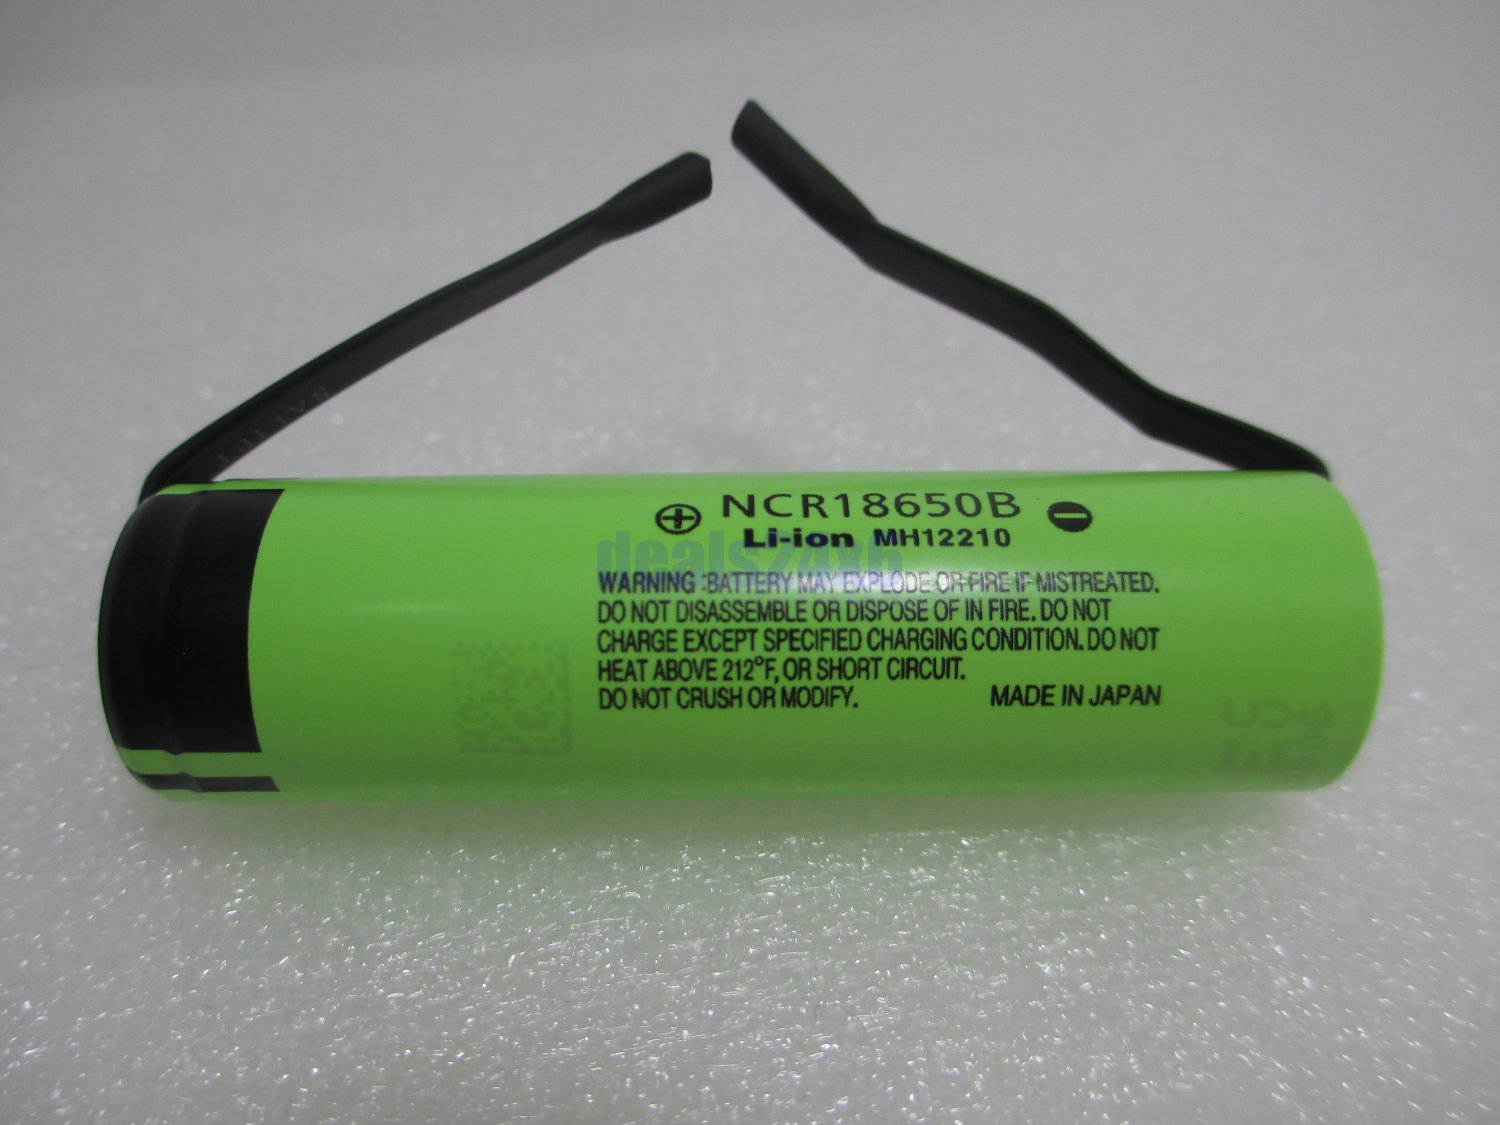 ⊕ NCR18650B ⊖
Li-ion MH12210
deals24x6
WARNING :BATTERY MAY EXPLODE OR FIRE IF MISTREATED.
DO NOT DISASSEMBLE OR DISPOSE OF IN FIRE. DO NOT
CHARGE EXCEPT SPECIFIED CHARGING CONDITION. DO NOT
HEAT ABOVE 212°F, OR SHORT CIRCUIT.
DO NOT CRUSH OR MODIFY. MADE IN JAPAN